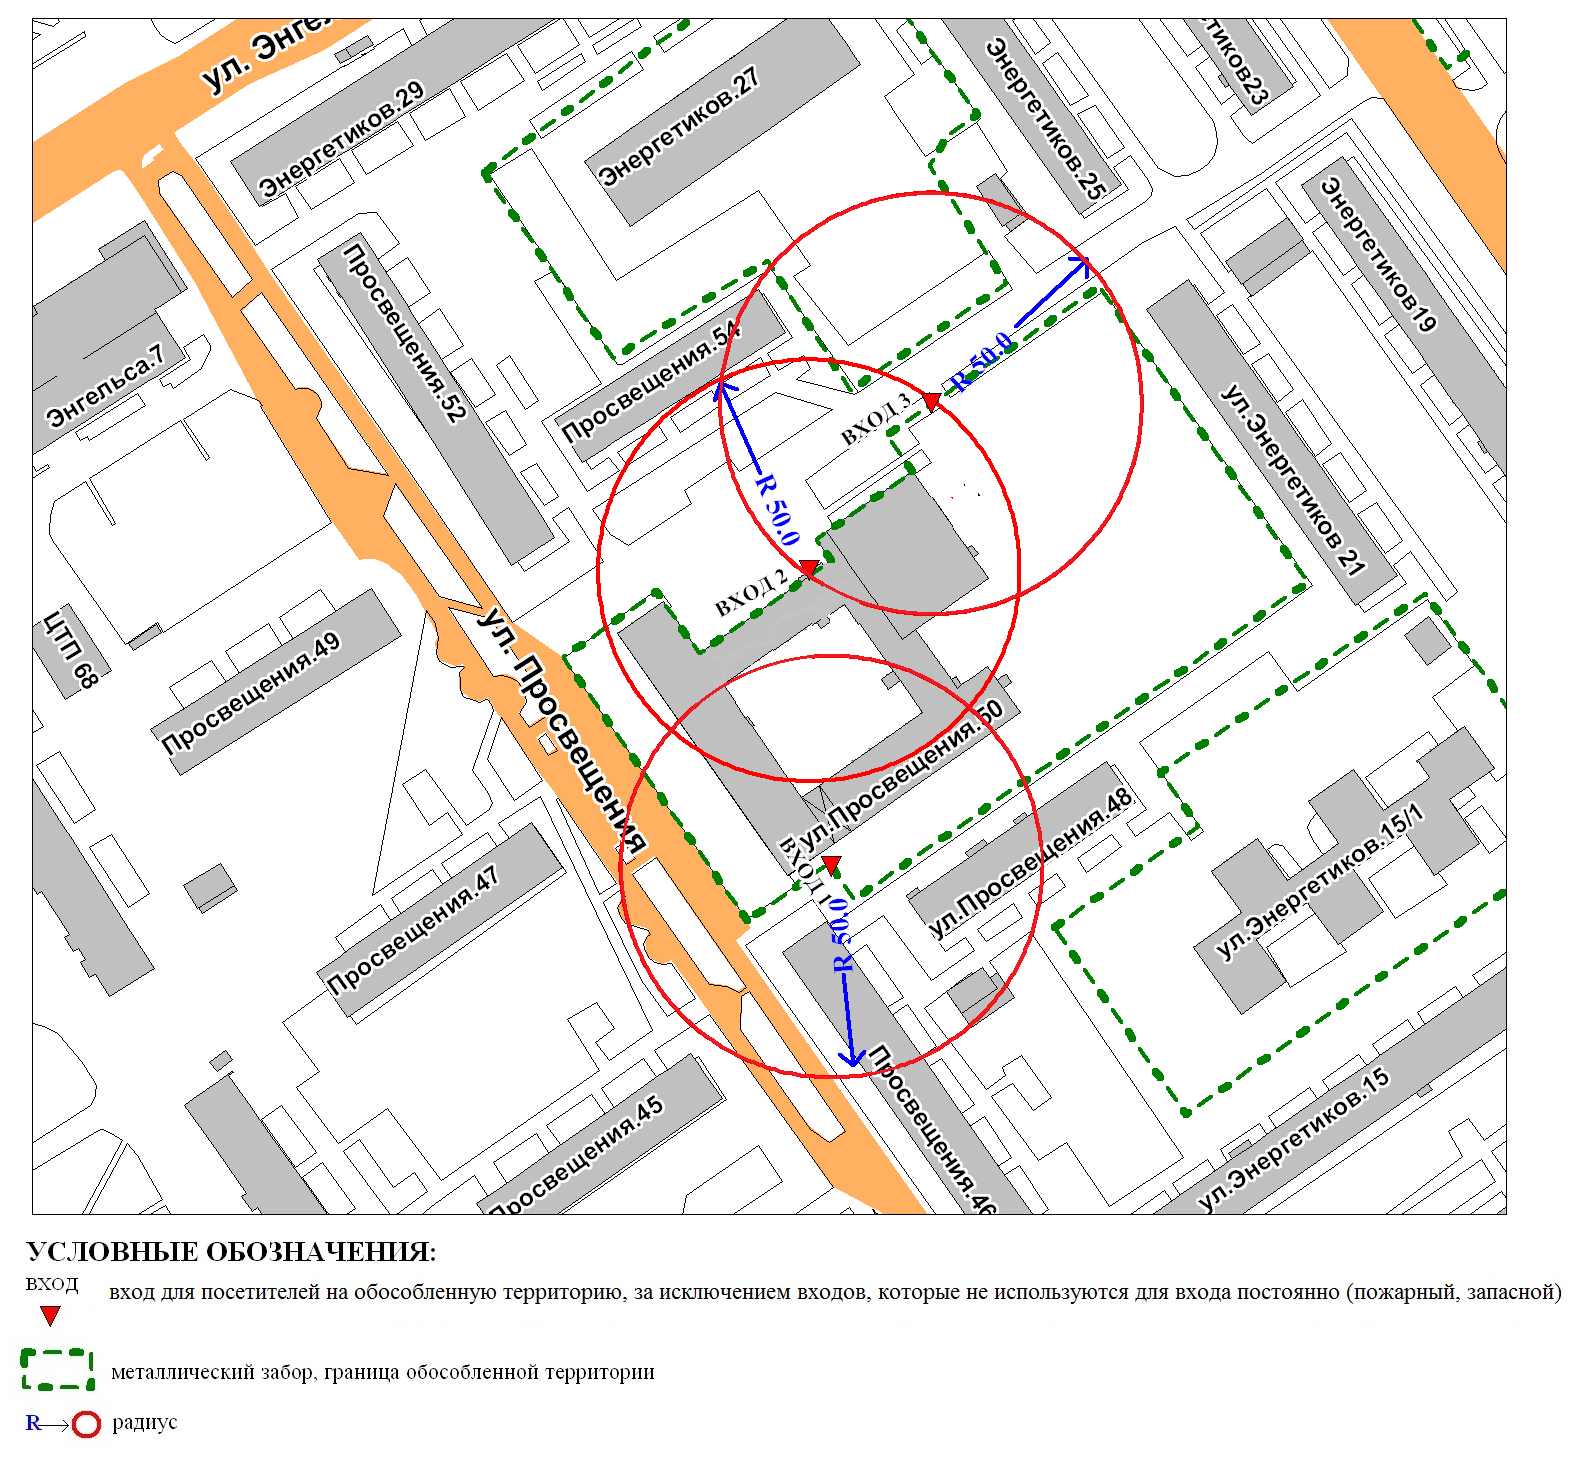 ул. Энгел
Энергетиков.29
Энергетиков.27
Энергетиков.25
тиков23
Энергетиков19
Просвещения.52
Просвещения.54
Энгельса.7
R 50.0
ВХОД 3
ул.Энергетиков 21
R 50.0
ВХОД 2
ЦТП 68
Просвещения.49
ул. Просвещения
ул.Просвещения.50
ул.Просвещения.48
ул.Энергетиков.15/1
ВХОД 1
R 50.0
Просвещения.47
Просвещения.46
Просвещения.45
ул.Энергетиков.15
УСЛОВНЫЕ ОБОЗНАЧЕНИЯ:
ВХОД
вход для посетителей на обособленную территорию, за исключением входов, которые не используются для входа постоянно (пожарный, запасной)
металлический забор, граница обособленной территории
R
радиус